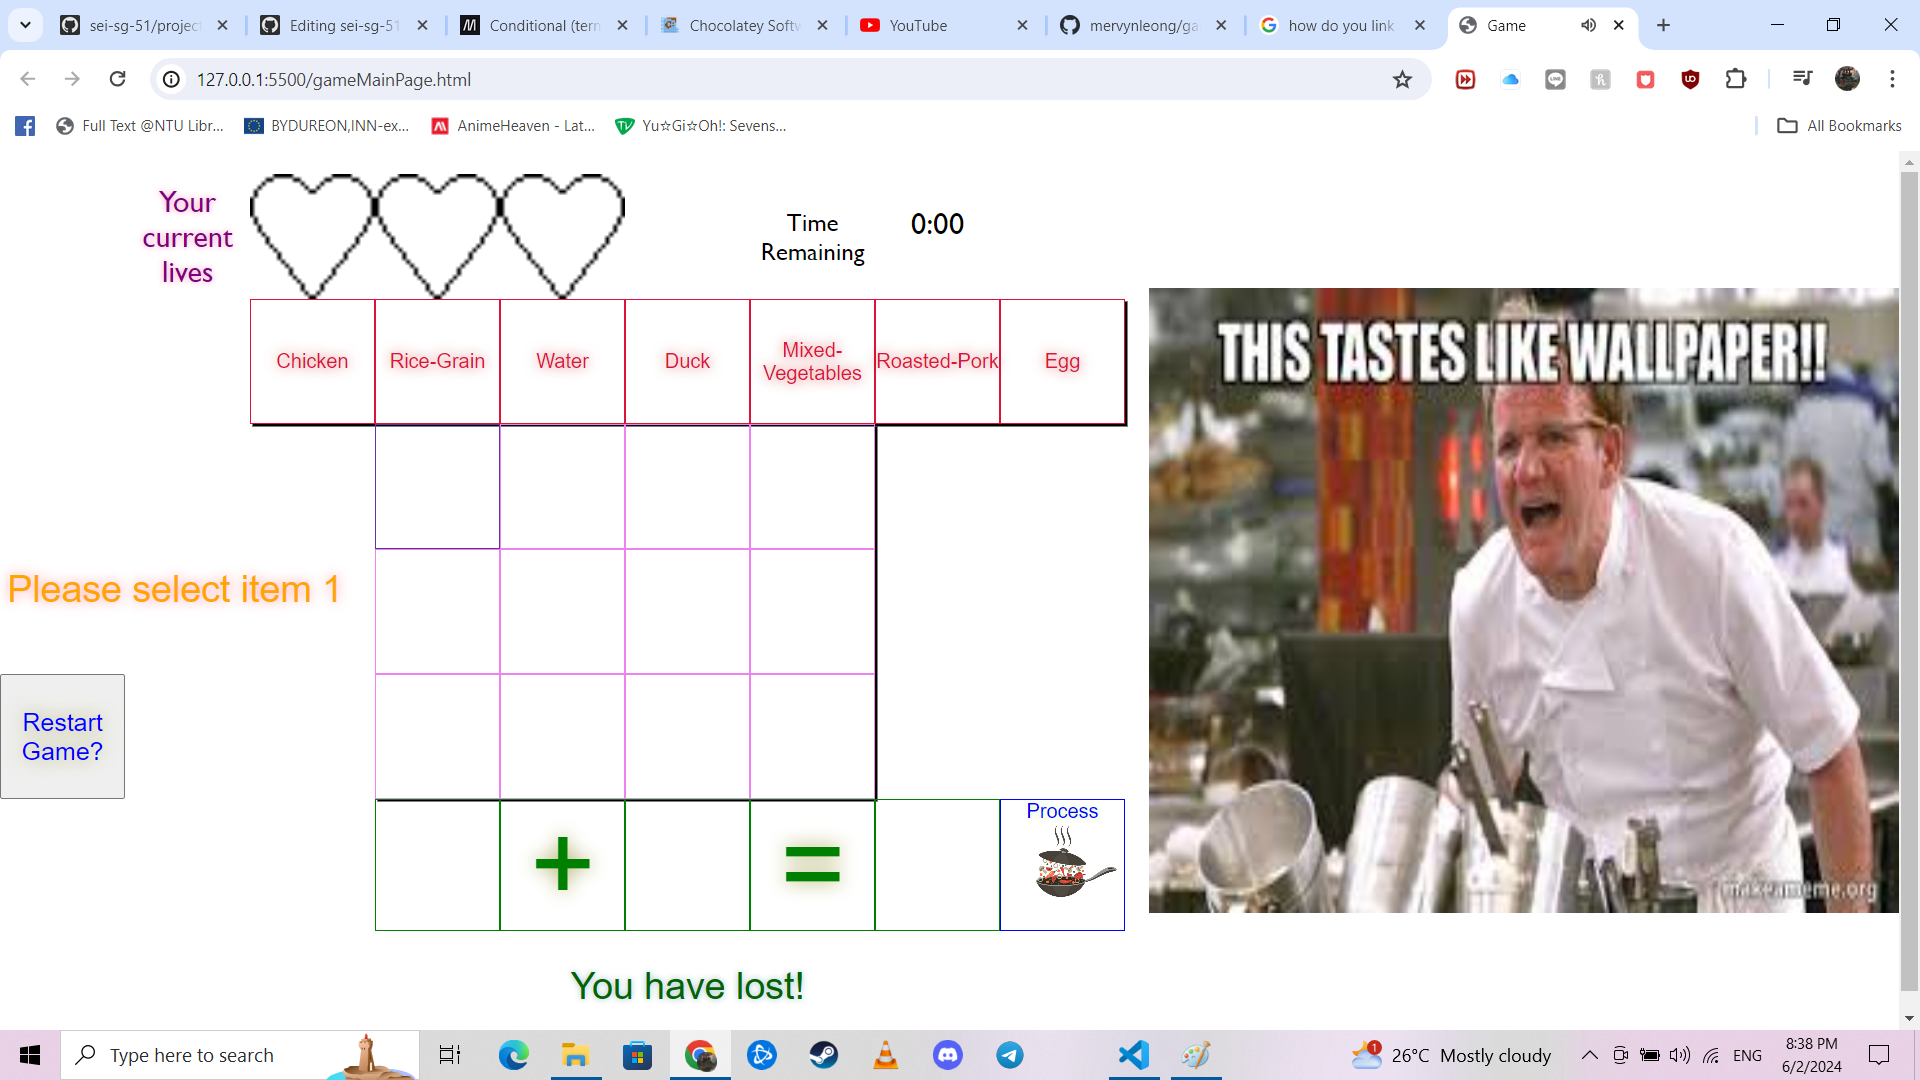 sei-sg-51/project
Editing sei-sg-51
Conditional (tern
Chocolatey Softw
YouTube
mervynleong/ga
how do you link
Game
127.0.0.1:5500/gameMainPage.html
Full Text @NTU Libr...
BYDUREON,INN-ex...
AnimeHeaven - Lat...
Yu☆Gi☆Oh!: Sevens...
All Bookmarks
Your
current
lives
Time
Remaining
0:00
Chicken
Rice-Grain
Water
Duck
Mixed-
Vegetables
Roasted-Pork
Egg
THIS TASTES LIKE WALLPAPER!!
Please select item 1
Restart
Game?
+
=
Process
makeameme.org
You have lost!
Type here to search
1
26°C Mostly cloudy
ENG
8:38 PM
6/2/2024